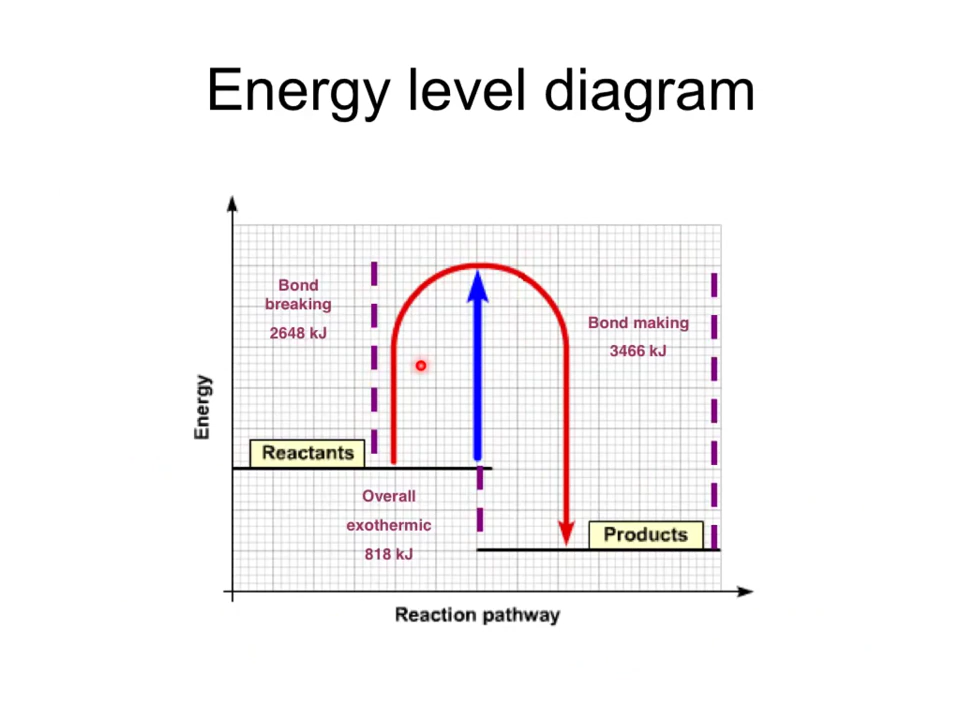 Energy level diagram
Bond
breaking
2648 kJ
Bond making
3466 kJ
Energy
Reactants
Overall
exothermic
818 kJ
Products
Reaction pathway